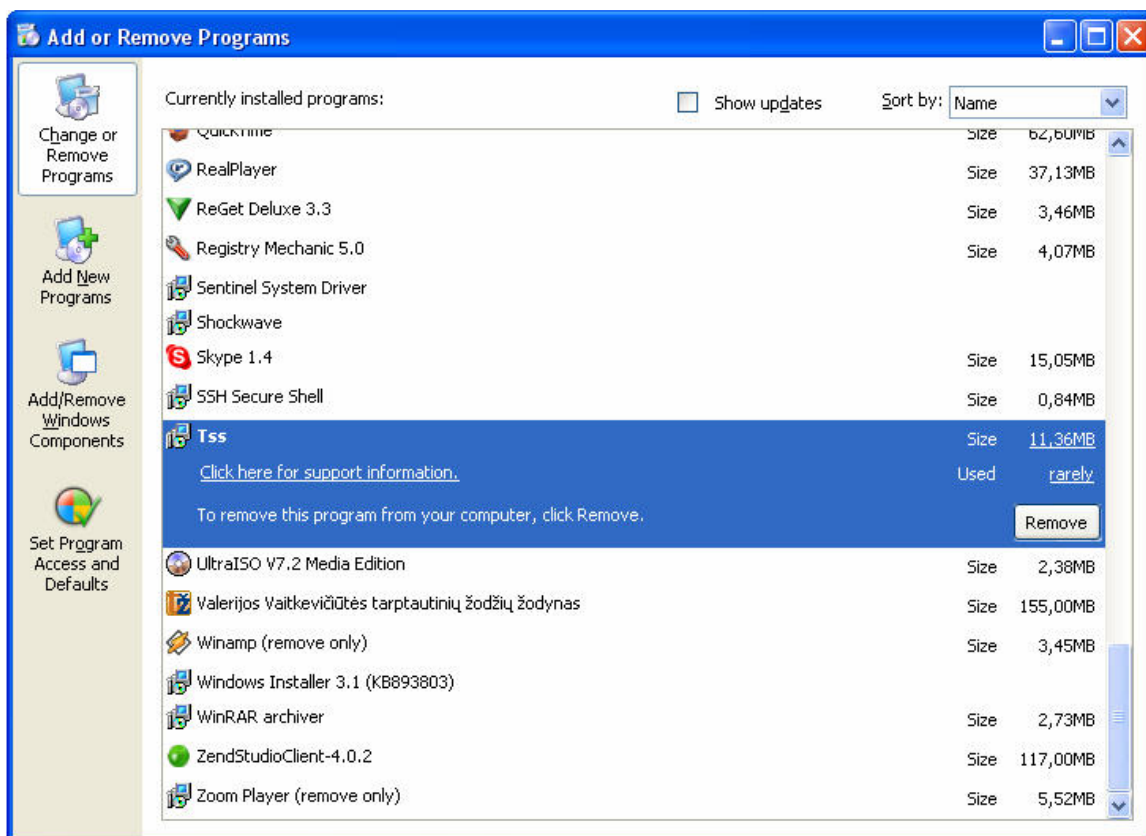 Add or Remove Programs
Change or
Remove
Programs
Add New
Programs
Add/Remove
Windows
Components
Set Program
Access and
Defaults
Currently installed programs: Show updates Sort by: Name
QuickTime Size 62,60MB
RealPlayer Size 37,13MB
ReGet Deluxe 3.3 Size 3,46MB
Registry Mechanic 5.0 Size 4,07MB
Sentinel System Driver
Shockwave
Skype 1.4 Size 15,05MB
SSH Secure Shell Size 0,84MB
Tss Size 11,36MB
Click here for support information. Used rarely
To remove this program from your computer, click Remove. Remove
UltraISO V7.2 Media Edition Size 2,38MB
Valerijos Vaitkevičiūtės tarptautinių žodžių žodynas Size 155,00MB
Winamp (remove only) Size 3,45MB
Windows Installer 3.1 (KB893803)
WinRAR archiver Size 2,73MB
ZendStudioClient-4.0.2 Size 117,00MB
Zoom Player (remove only) Size 5,52MB